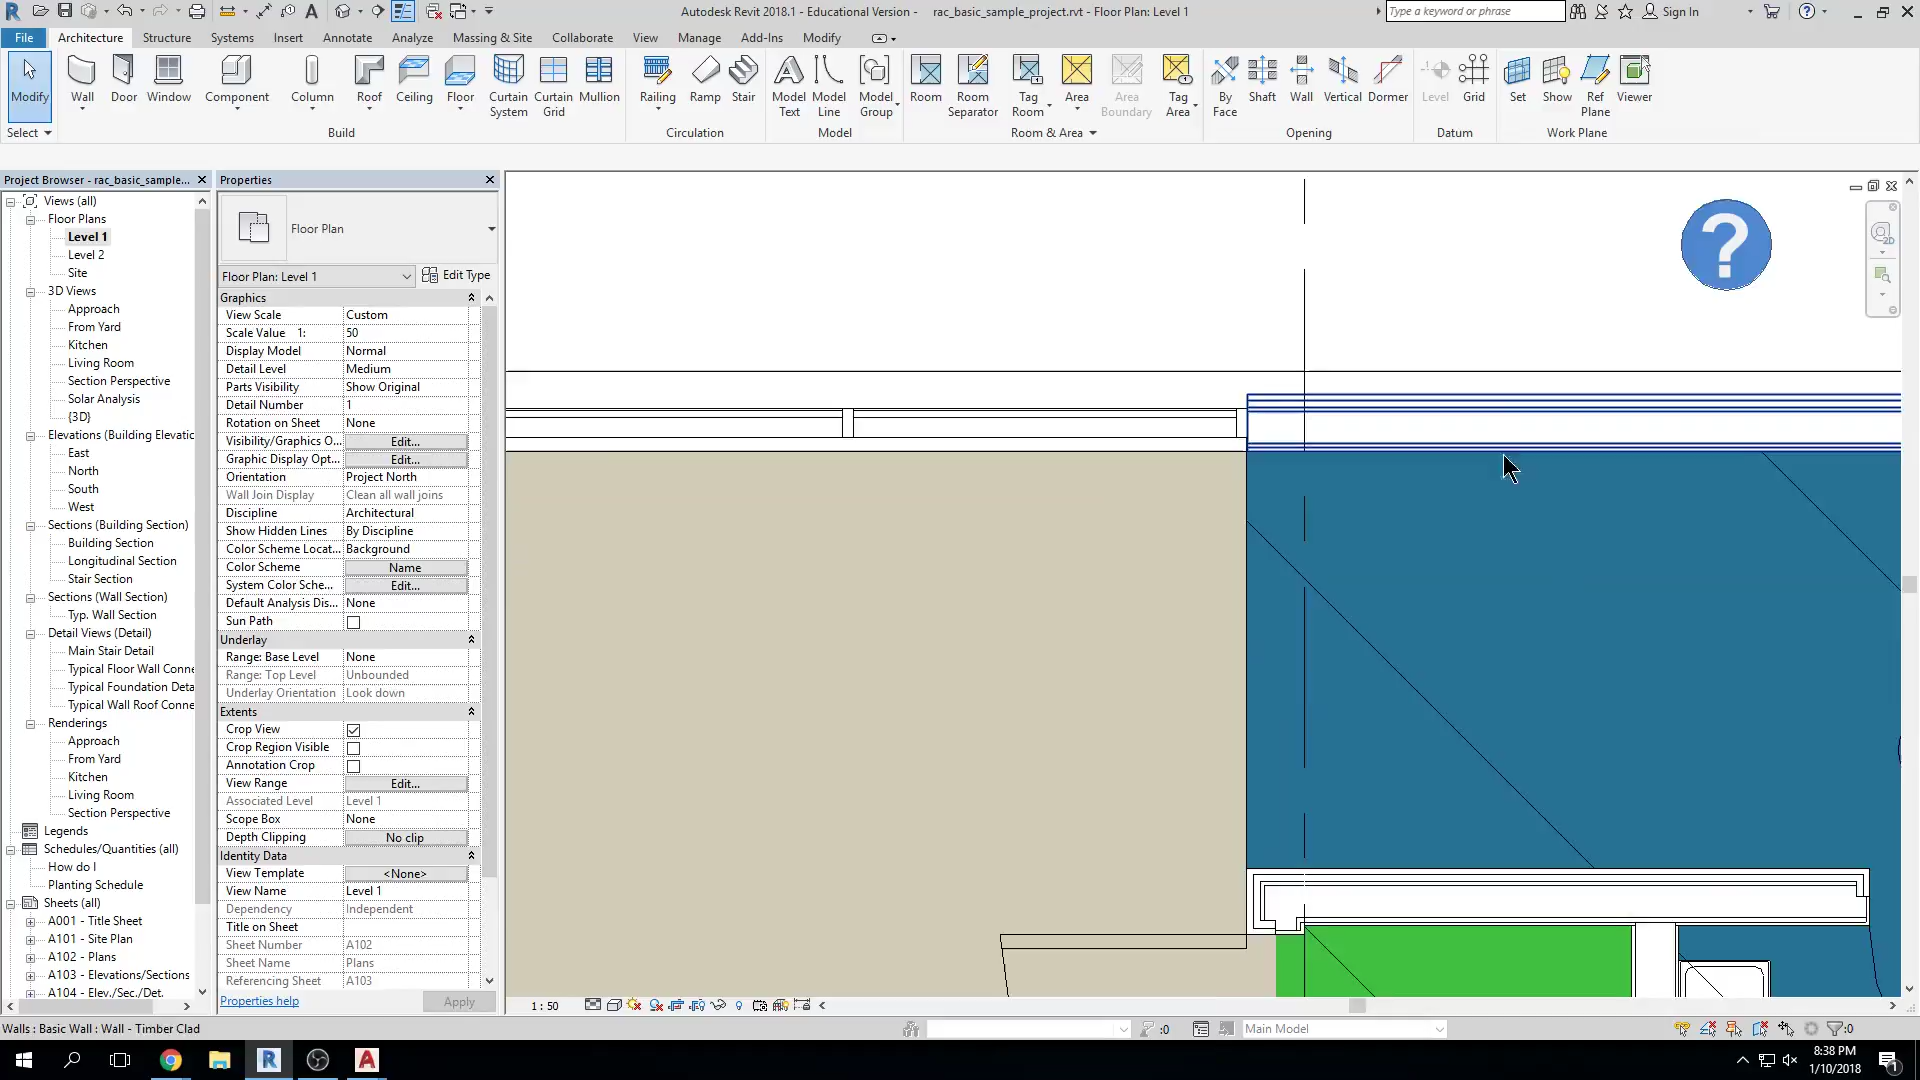 Autodesk Revit 2018.1 - Educational Version - rac_basic_sample_project.rvt - Floor Plan: Level 1
Type a keyword or phrase
Sign In
File Architecture Structure Systems Insert Annotate Analyze Massing & Site Collaborate View Manage Add-Ins Modify
Modify Wall Door Window Component Column Roof Ceiling Floor Curtain System Curtain Grid Mullion Railing Ramp Stair Model Text Model Line Model Group Room Room Separator Tag Room Area Area Boundary Tag Area By Face Shaft Wall Vertical Dormer Level Grid Set Show Ref Plane Viewer
Select Build Circulation Model Room & Area Opening Datum Work Plane
Project Browser - rac_basic_sample...
Views (all)
Floor Plans
Level 1
Level 2
Site
3D Views
Approach
From Yard
Kitchen
Living Room
Section Perspective
Solar Analysis
{3D}
Elevations (Building Elevatic
East
North
South
West
Sections (Building Section)
Building Section
Longitudinal Section
Stair Section
Sections (Wall Section)
Typ. Wall Section
Detail Views (Detail)
Main Stair Detail
Typical Floor Wall Conne
Typical Foundation Deta
Typical Wall Roof Conne
Renderings
Approach
From Yard
Kitchen
Living Room
Section Perspective
Legends
Schedules/Quantities (all)
How do I
Planting Schedule
Sheets (all)
A001 - Title Sheet
A101 - Site Plan
A102 - Plans
A103 - Elevations/Sections
A104 - Elev./Sec./Det.
Properties
Floor Plan
Floor Plan: Level 1 Edit Type
Graphics
View Scale Custom
Scale Value 1: 50
Display Model Normal
Detail Level Medium
Parts Visibility Show Original
Detail Number 1
Rotation on Sheet None
Visibility/Graphics O... Edit...
Graphic Display Opt... Edit...
Orientation Project North
Wall Join Display Clean all wall joins
Discipline Architectural
Show Hidden Lines By Discipline
Color Scheme Locat... Background
Color Scheme Name
System Color Sche... Edit...
Default Analysis Dis... None
Sun Path
Underlay
Range: Base Level None
Range: Top Level Unbounded
Underlay Orientation Look down
Extents
Crop View
Crop Region Visible
Annotation Crop
View Range Edit...
Associated Level Level 1
Scope Box None
Depth Clipping No clip
Identity Data
View Template <None>
View Name Level 1
Dependency Independent
Title on Sheet
Sheet Number A102
Sheet Name Plans
Referencing Sheet A103
Properties help Apply
?
2D
1 : 50
Walls : Basic Wall : Wall - Timber Clad
:0
Main Model
:0
8:38 PM
1/10/2018
1